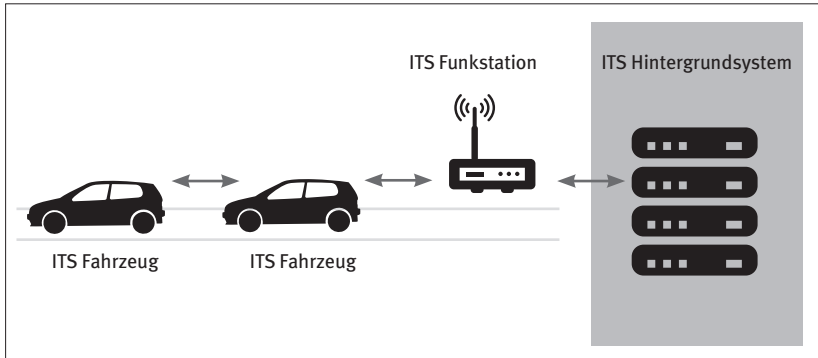 ITS Funkstation
ITS Hintergrundsystem
ITS Fahrzeug
ITS Fahrzeug